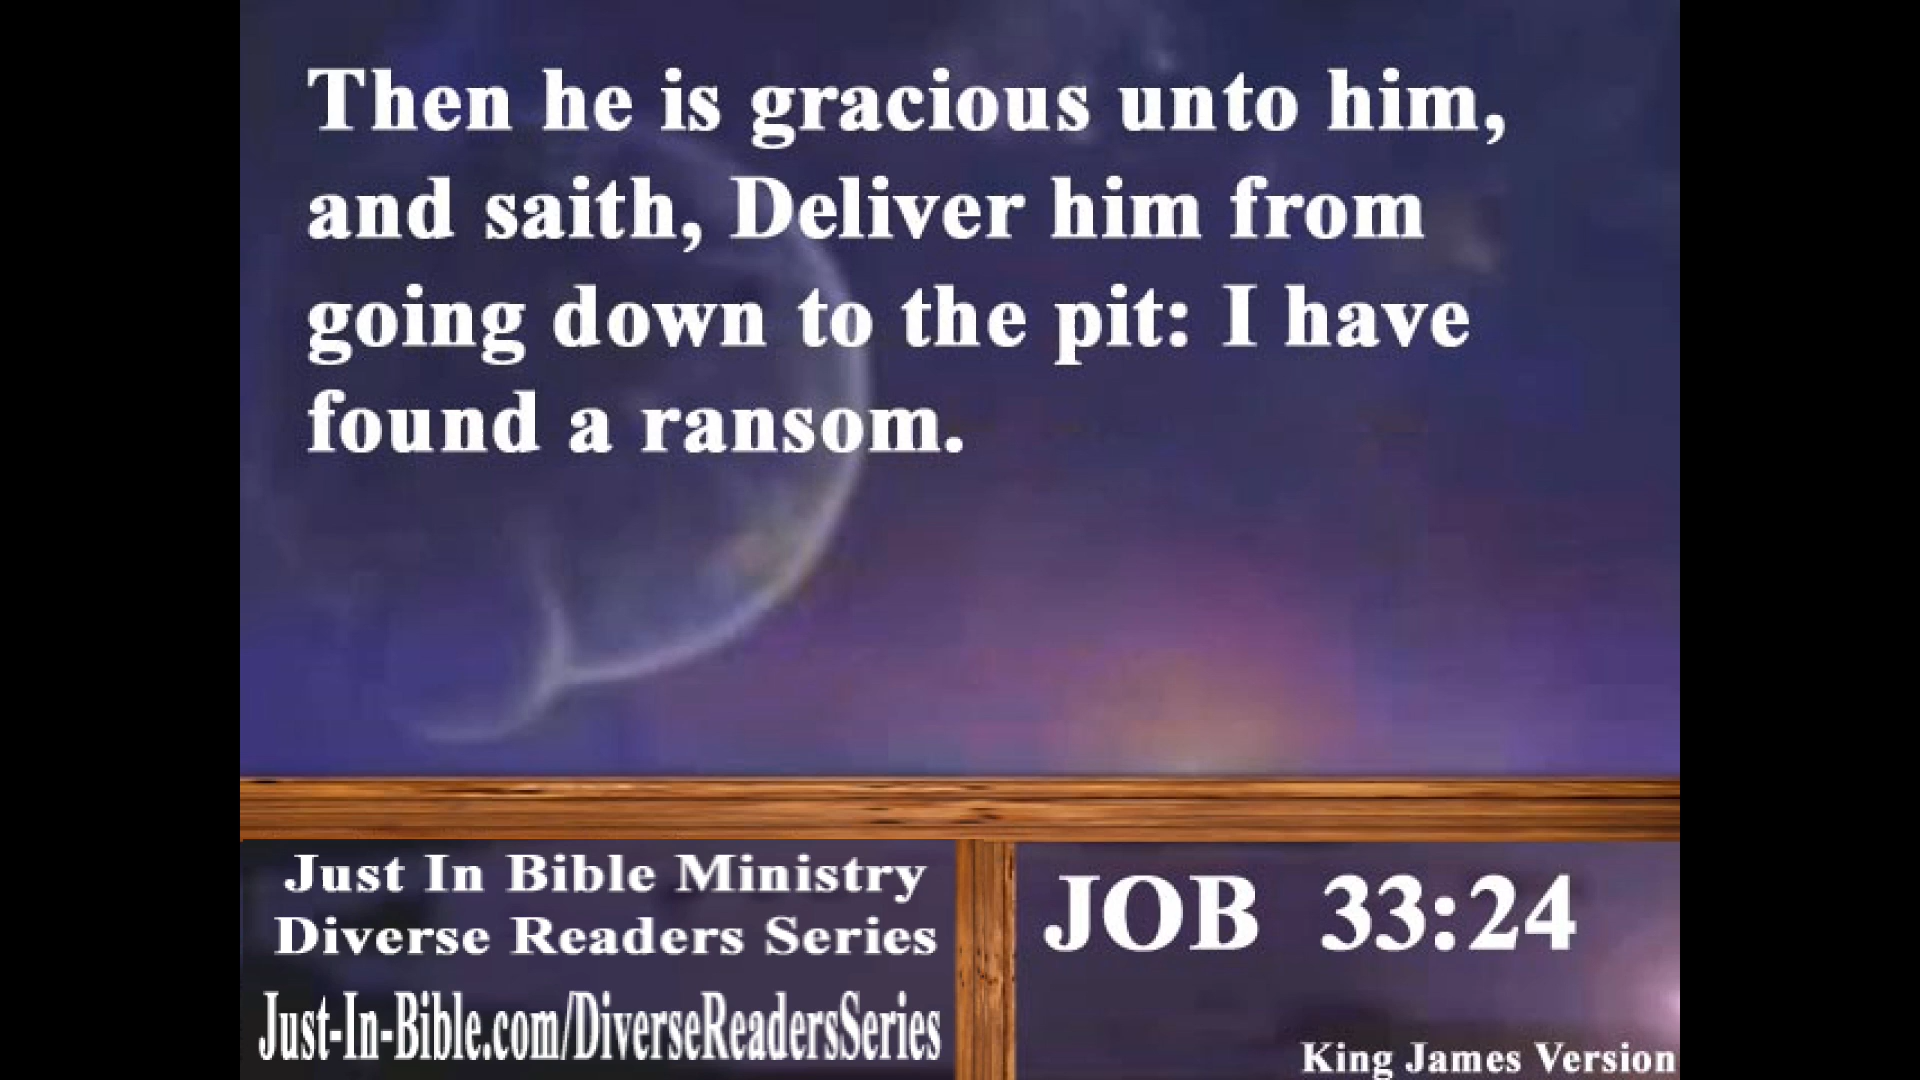 Then he is gracious unto him,
and saith, Deliver him from
going down to the pit: I have
found a ransom.
Just In Bible Ministry
Diverse Readers Series
Just-In-Bible.com/DiverseReadersSeries
JOB 33:24
King James Version